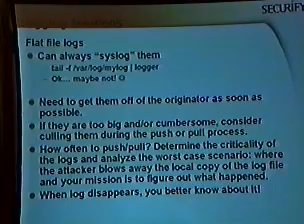 SECURIFY
Flat file logs
Can always "syslog" them
tail -f /var/log/mylog | logger
Ok... maybe not! ☺
Need to get them off of the originator as soon as
possible.
If they are too big and/or cumbersome, consider
culling them during the push or pull process.
How often to push/pull? Determine the criticality of
the logs and analyze the worst case scenario: where
the attacker blows away the local copy of the log file
and your mission is to figure out what happened.
When log disappears, you better know about it!